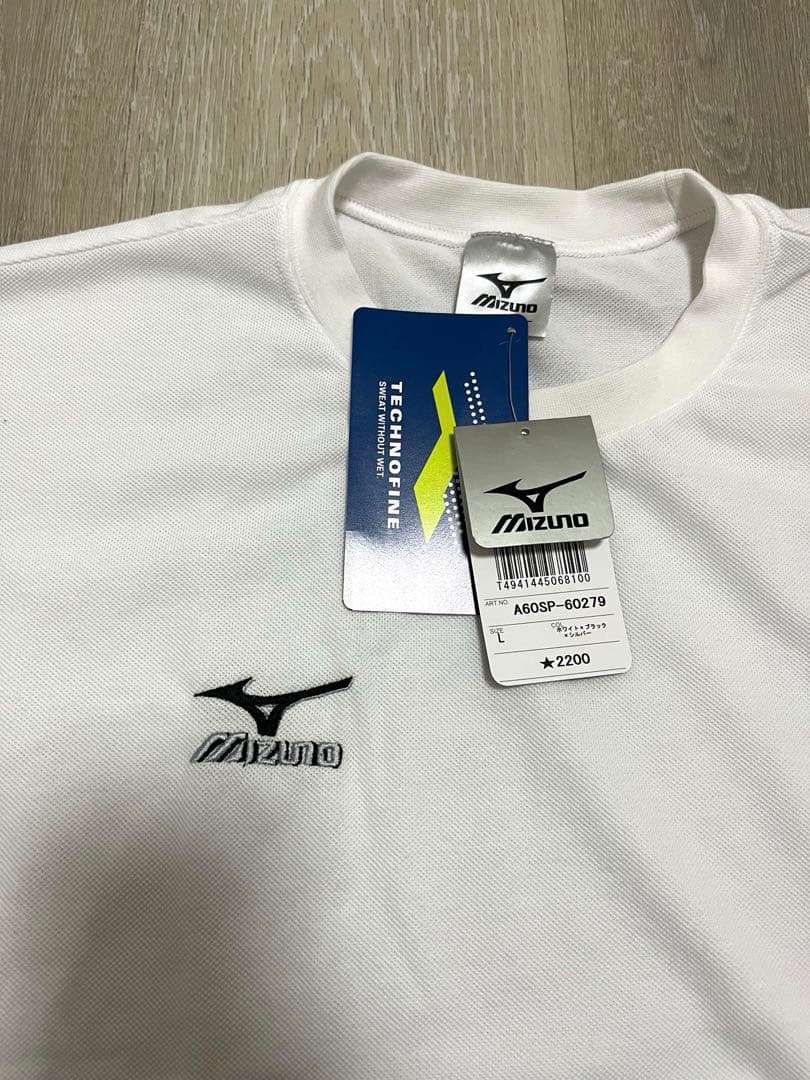 MIZUNO
TECHNOFINE
SWEAT WITHOUT WET.
MIZUNO
T4941445068100
ART NO. A60SP-60279
SIZE L
COL ホワイト×ブラック
×シルバー
★2200
MIZUNO